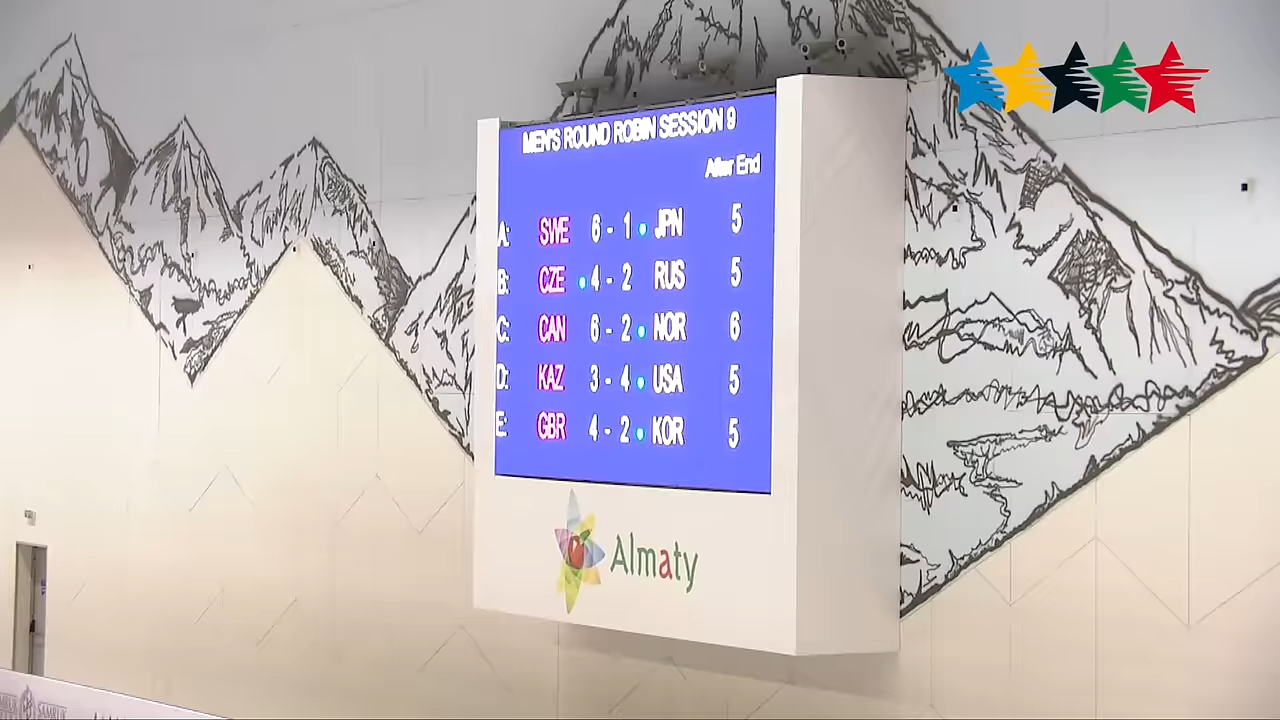 MEN'S ROUND ROBIN SESSION 9
After End
A: SWE 6 - 1 JPN 5
B: CZE 4 - 2 RUS 5
C: CAN 6 - 2 NOR 6
D: KAZ 3 - 4 USA 5
E: GBR 4 - 2 KOR 5
Almaty